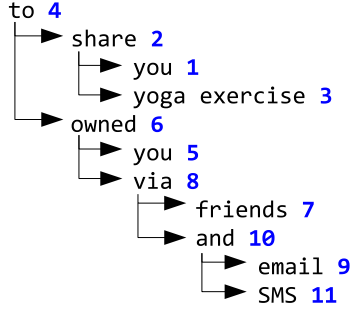 to 4
share 2
you 1
yoga exercise 3
owned 6
you 5
via 8
friends 7
and 10
email 9
SMS 11